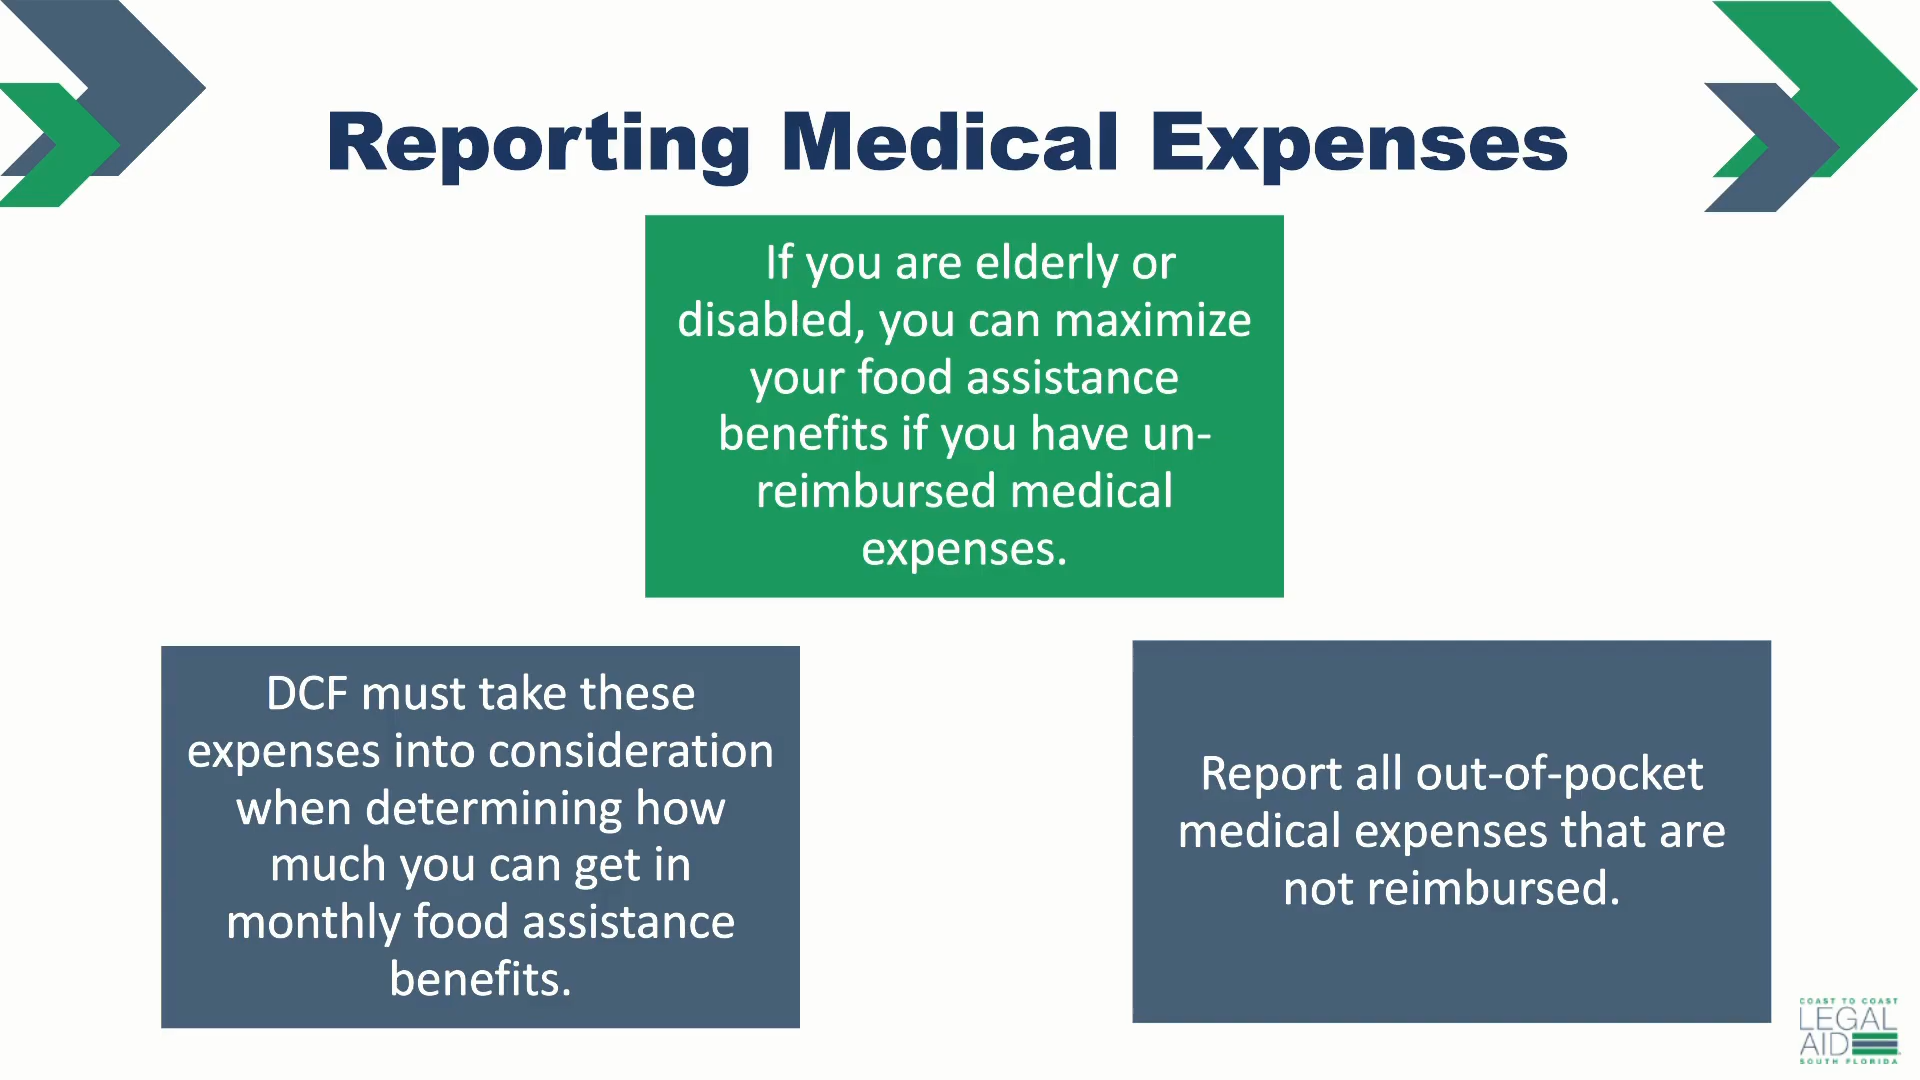 Reporting Medical Expenses
If you are elderly or
disabled, you can maximize
your food assistance
benefits if you have un-
reimbursed medical
expenses.
DCF must take these
expenses into consideration
when determining how
much you can get in
monthly food assistance
benefits.
Report all out-of-pocket
medical expenses that are
not reimbursed.
COAST TO COAST
LEGAL
AID
SOUTH FLORIDA